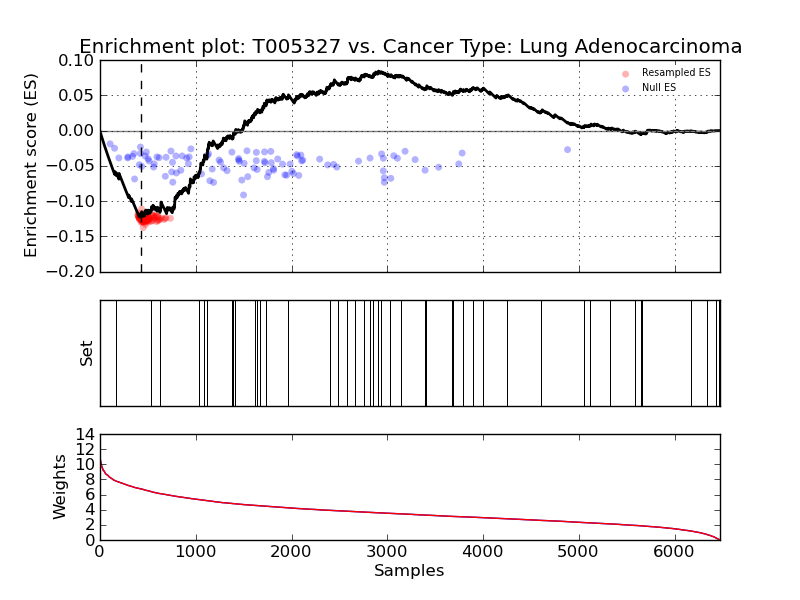 Enrichment plot: T005327 vs. Cancer Type: Lung Adenocarcinoma
Enrichment score (ES)
0.10
0.05
0.00
−0.05
−0.10
−0.15
−0.20
Resampled ES
Null ES
Set
Weights
14
12
10
8
6
4
2
0
0 1000 2000 3000 4000 5000 6000
Samples